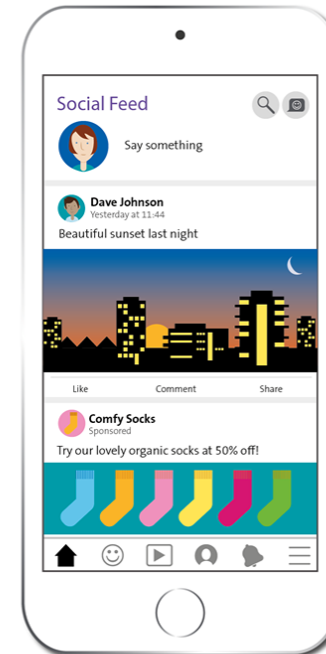 Social Feed
Say something
Dave Johnson
Yesterday at 11:44
Beautiful sunset last night
Like Comment Share
Comfy Socks
Sponsored
Try our lovely organic socks at 50% off!